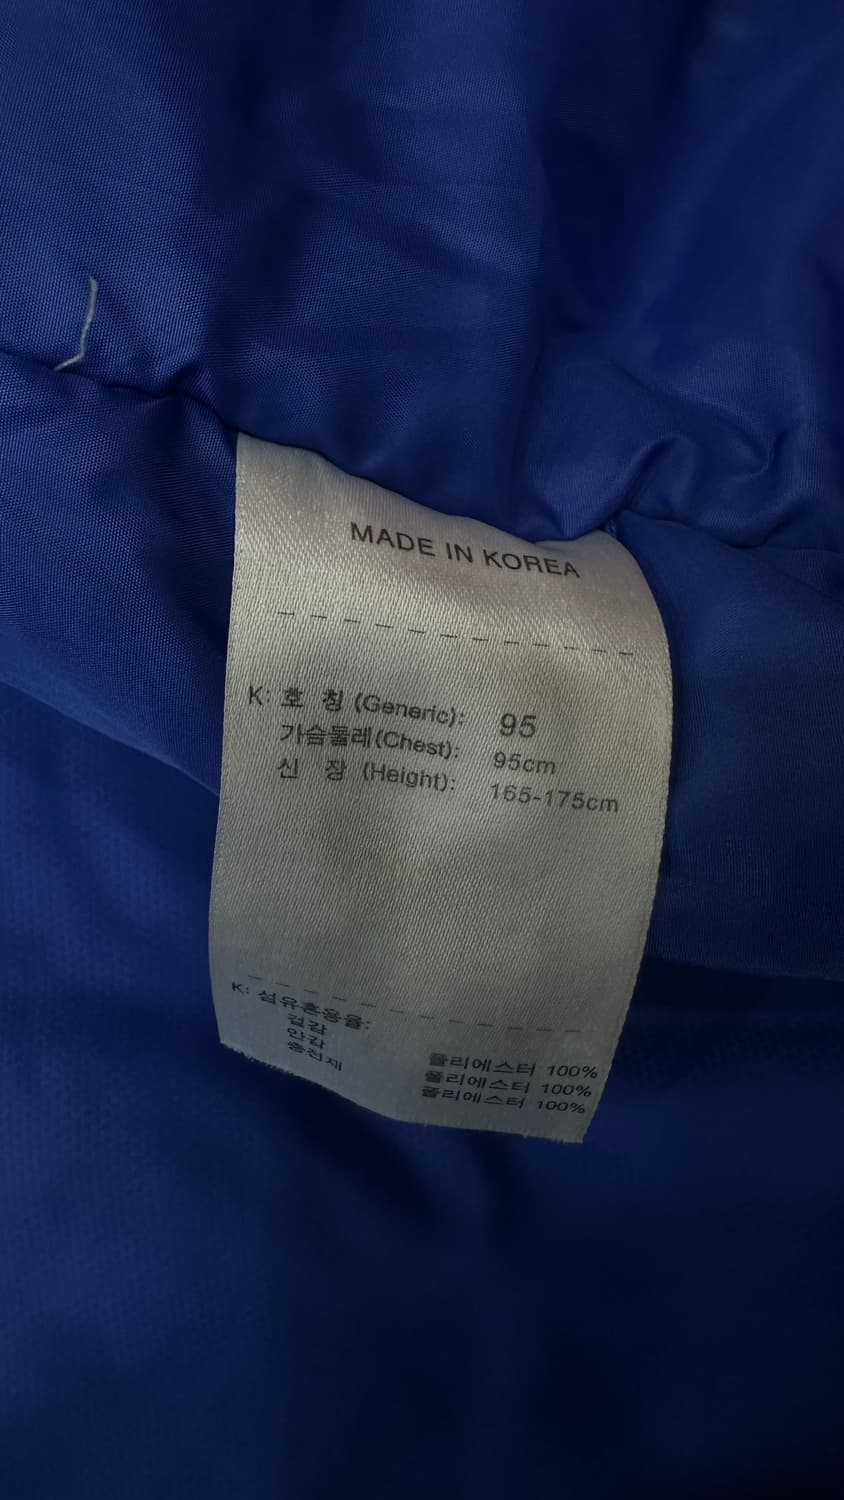 MADE IN KOREA
K: 호 칭 (Generic): 95
가슴둘레(Chest): 95cm
신 장 (Height): 165-175cm
K: 섬유혼용율:
겉감 폴리에스터 100%
안감 폴리에스터 100%
충전재 폴리에스터 100%